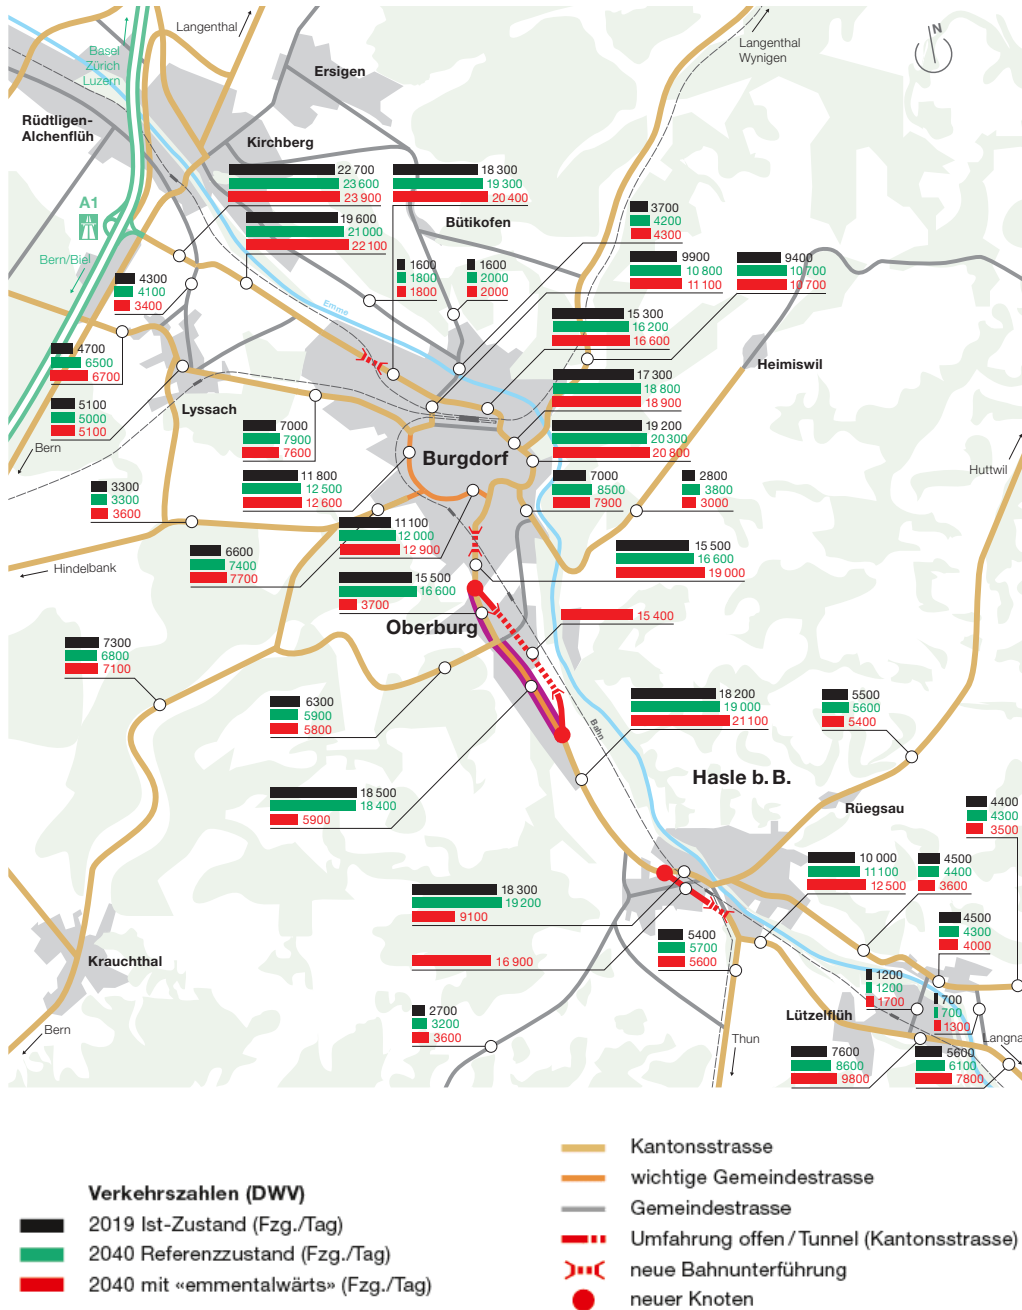 Langenthal
Basel
Zürich
Luzern
Ersigen
Langenthal
Wynigen
N
Rüdtligen-
Alchenflüh
Kirchberg
22 700
23 600
23 900
18 300
19 300
20 400
A1
19 600
21 000
22 100
Bütikofen
3700
4200
4300
Bern/Biel
4300
4100
3400
1600
1800
1800
1600
2000
2000
9900
10 800
11 100
9400
10 700
10 700
Emme
15 300
16 200
16 600
4700
6500
6700
Heimiswil
17 300
18 800
18 900
5100
5000
5100
Lyssach
7000
7900
7600
19 200
20 300
20 800
Bern
Burgdorf
Huttwil
11 800
12 500
12 600
7000
8500
7900
2800
3800
3000
3300
3300
3600
11 100
12 000
12 900
6600
7400
7700
15 500
16 600
19 000
Hindelbank
15 500
16 600
3700
15 400
Oberburg
7300
6800
7100
6300
5900
5800
18 200
19 000
21 100
5500
5600
5400
Bahn
Hasle b. B.
18 500
18 400
5900
Rüegsau
4400
4300
3500
10 000
11 100
12 500
4500
4400
3600
18 300
19 200
9100
4500
4300
4000
5400
5700
5600
16 900
Krauchthal
1200
1200
1700
700
700
1300
2700
3200
3600
Lützelflüh
Bern
Thun
Langna
7600
8600
9800
5600
6100
7800
Verkehrszahlen (DWV)
2019 Ist-Zustand (Fzg./Tag)
2040 Referenzzustand (Fzg./Tag)
2040 mit «emmentalwärts» (Fzg./Tag)
Kantonsstrasse
wichtige Gemeindestrasse
Gemeindestrasse
Umfahrung offen / Tunnel (Kantonsstrasse)
neue Bahnunterführung
neuer Knoten